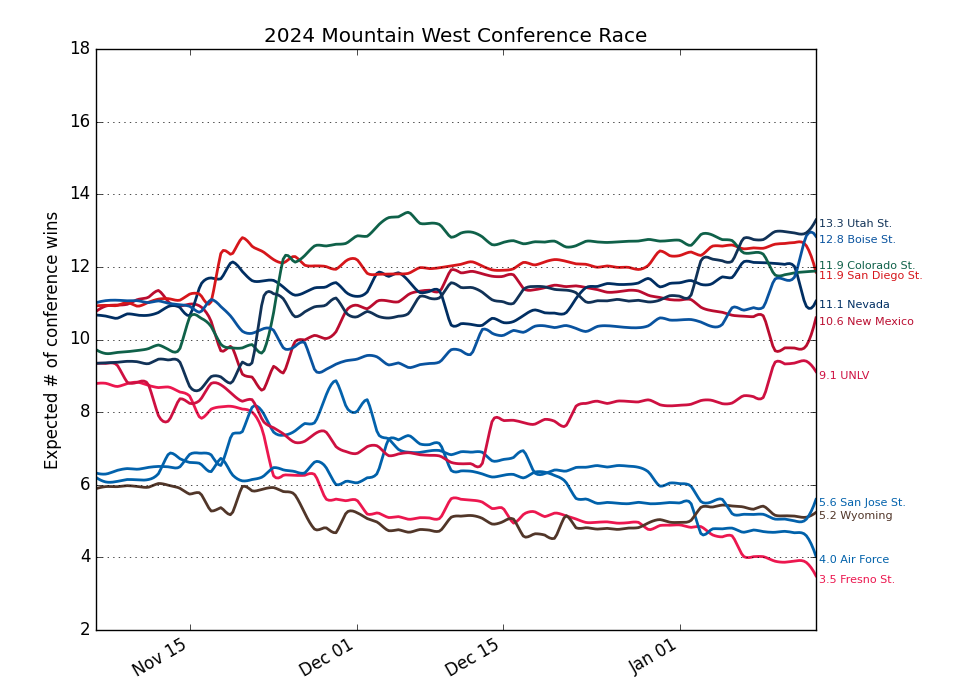 2024 Mountain West Conference Race
Expected # of conference wins
18
16
14
12
10
8
6
4
2
Nov 15
Dec 01
Dec 15
Jan 01
13.3 Utah St.
12.8 Boise St.
11.9 Colorado St.
11.9 San Diego St.
11.1 Nevada
10.6 New Mexico
9.1 UNLV
5.6 San Jose St.
5.2 Wyoming
4.0 Air Force
3.5 Fresno St.